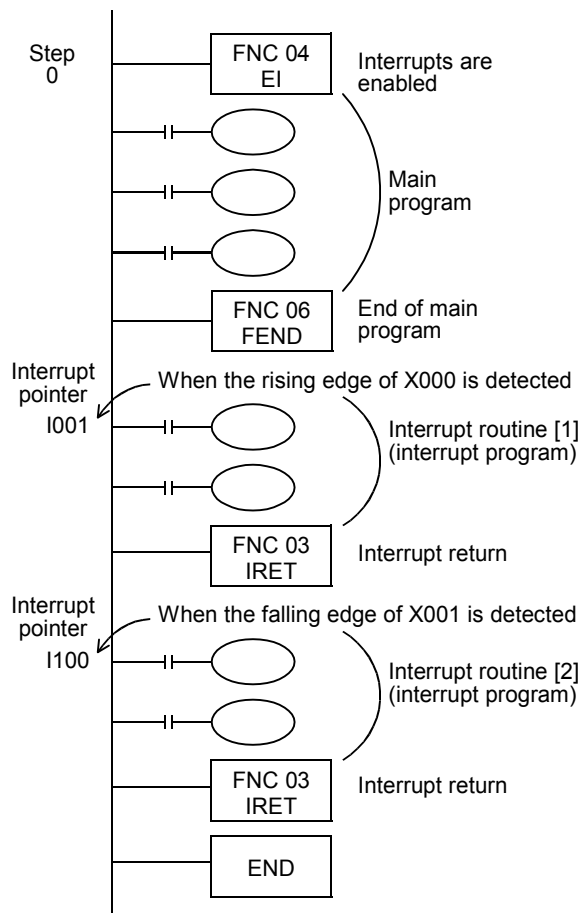 Step
0
FNC 04
EI
Interrupts are
enabled
Main
program
FNC 06
FEND
End of main
program
Interrupt
pointer
I001
When the rising edge of X000 is detected
Interrupt routine [1]
(interrupt program)
FNC 03
IRET
Interrupt return
Interrupt
pointer
I100
When the falling edge of X001 is detected
Interrupt routine [2]
(interrupt program)
FNC 03
IRET
Interrupt return
END